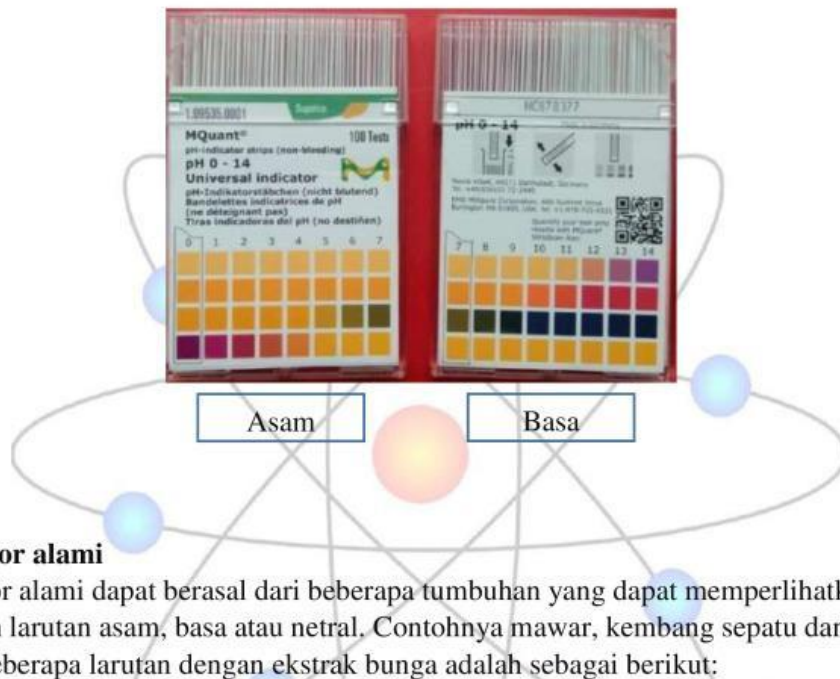 1.09535.0001
Supelco
MQuant®
100 Tests
pH-indicator strips (non-bleeding)
pH 0 - 14
Universal indicator
pH-Indikatorstäbchen (nicht blutend)
Bandelettes indicatrices de pH
(ne déteignant pas)
Tiras indicadoras del pH (no destiñen)
0 1 2 3 4 5 6 7
pH 0 - 14
7 8 9 10 11 12 13 14
Asam
Basa
or alami
or alami dapat berasal dari beberapa tumbuhan yang dapat memperlihatk
larutan asam, basa atau netral. Contohnya mawar, kembang sepatu dan
eberapa larutan dengan ekstrak bunga adalah sebagai berikut: